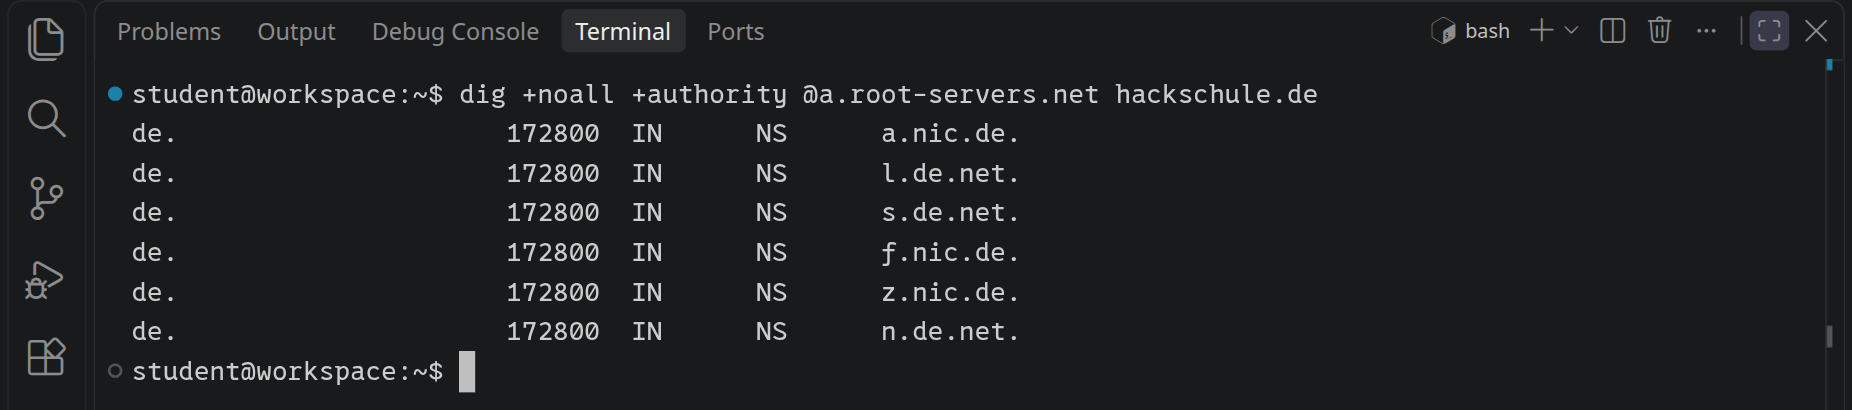 Problems Output Debug Console Terminal Ports bash
student@workspace:~$ dig +noall +authority @a.root-servers.net hackschule.de
de. 172800 IN NS a.nic.de.
de. 172800 IN NS l.de.net.
de. 172800 IN NS s.de.net.
de. 172800 IN NS f.nic.de.
de. 172800 IN NS z.nic.de.
de. 172800 IN NS n.de.net.
student@workspace:~$